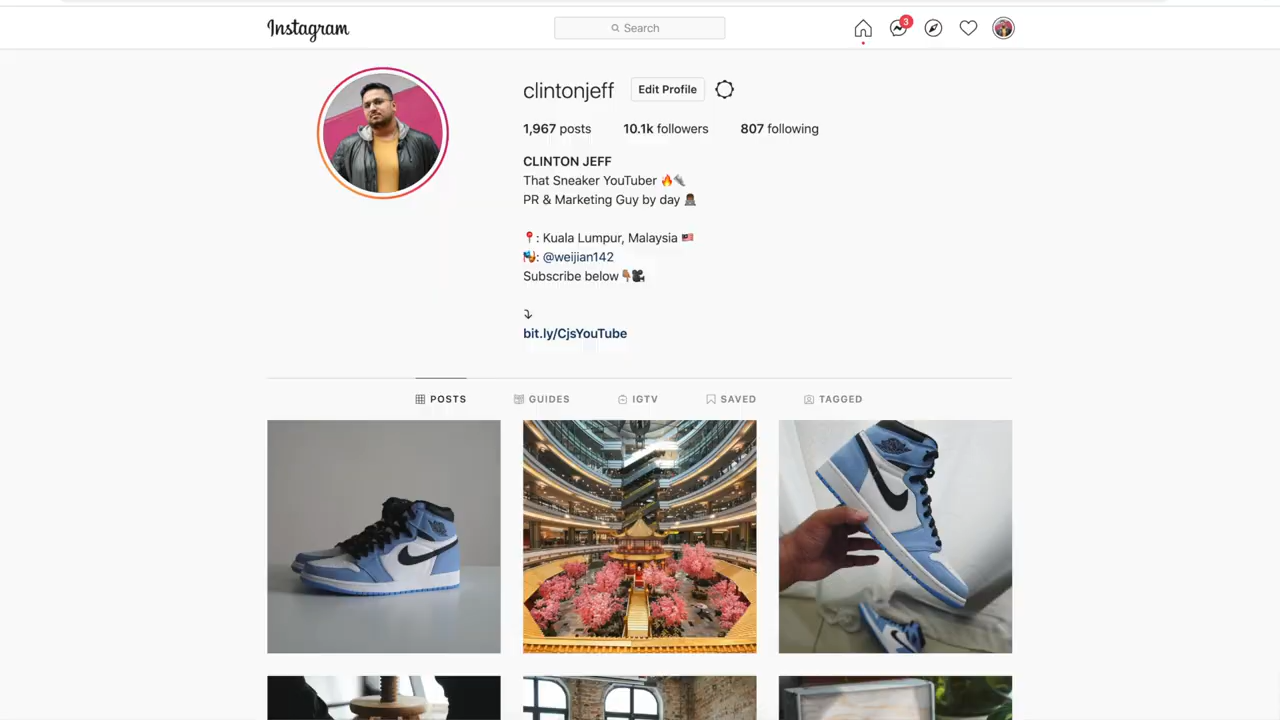 Instagram
Search
3
clintonjeff
Edit Profile
1,967 posts
10.1k followers
807 following
CLINTON JEFF
That Sneaker YouTuber 🔥🔌
PR & Marketing Guy by day 👨🏾‍💻
📍: Kuala Lumpur, Malaysia 🇲🇾
: @weijian142
Subscribe below👇🏽🎥
⤵
bit.ly/CjsYouTube
POSTS
GUIDES
IGTV
SAVED
TAGGED